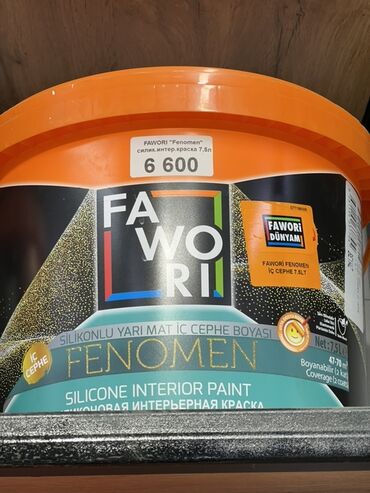 FAWORI "Fenomen"
силик.интер.краска 7,5л
6 600
FA
WO
RI
FAWORİ
DÜNYAM
FAWORİ FENOMEN
İÇ CEPHE 7.5LT
SİLİKONLU YARI MAT İÇ CEPHE BOYASI
İÇ
CEPHE
FENOMEN
SILICONE INTERIOR PAINT
СИЛИКОНОВАЯ ИНТЕРЬЕРНАЯ КРАСКА
Net: 7.5 L
47-70 m²
Boyanabilir (2 kat)
Coverage (2 coats)